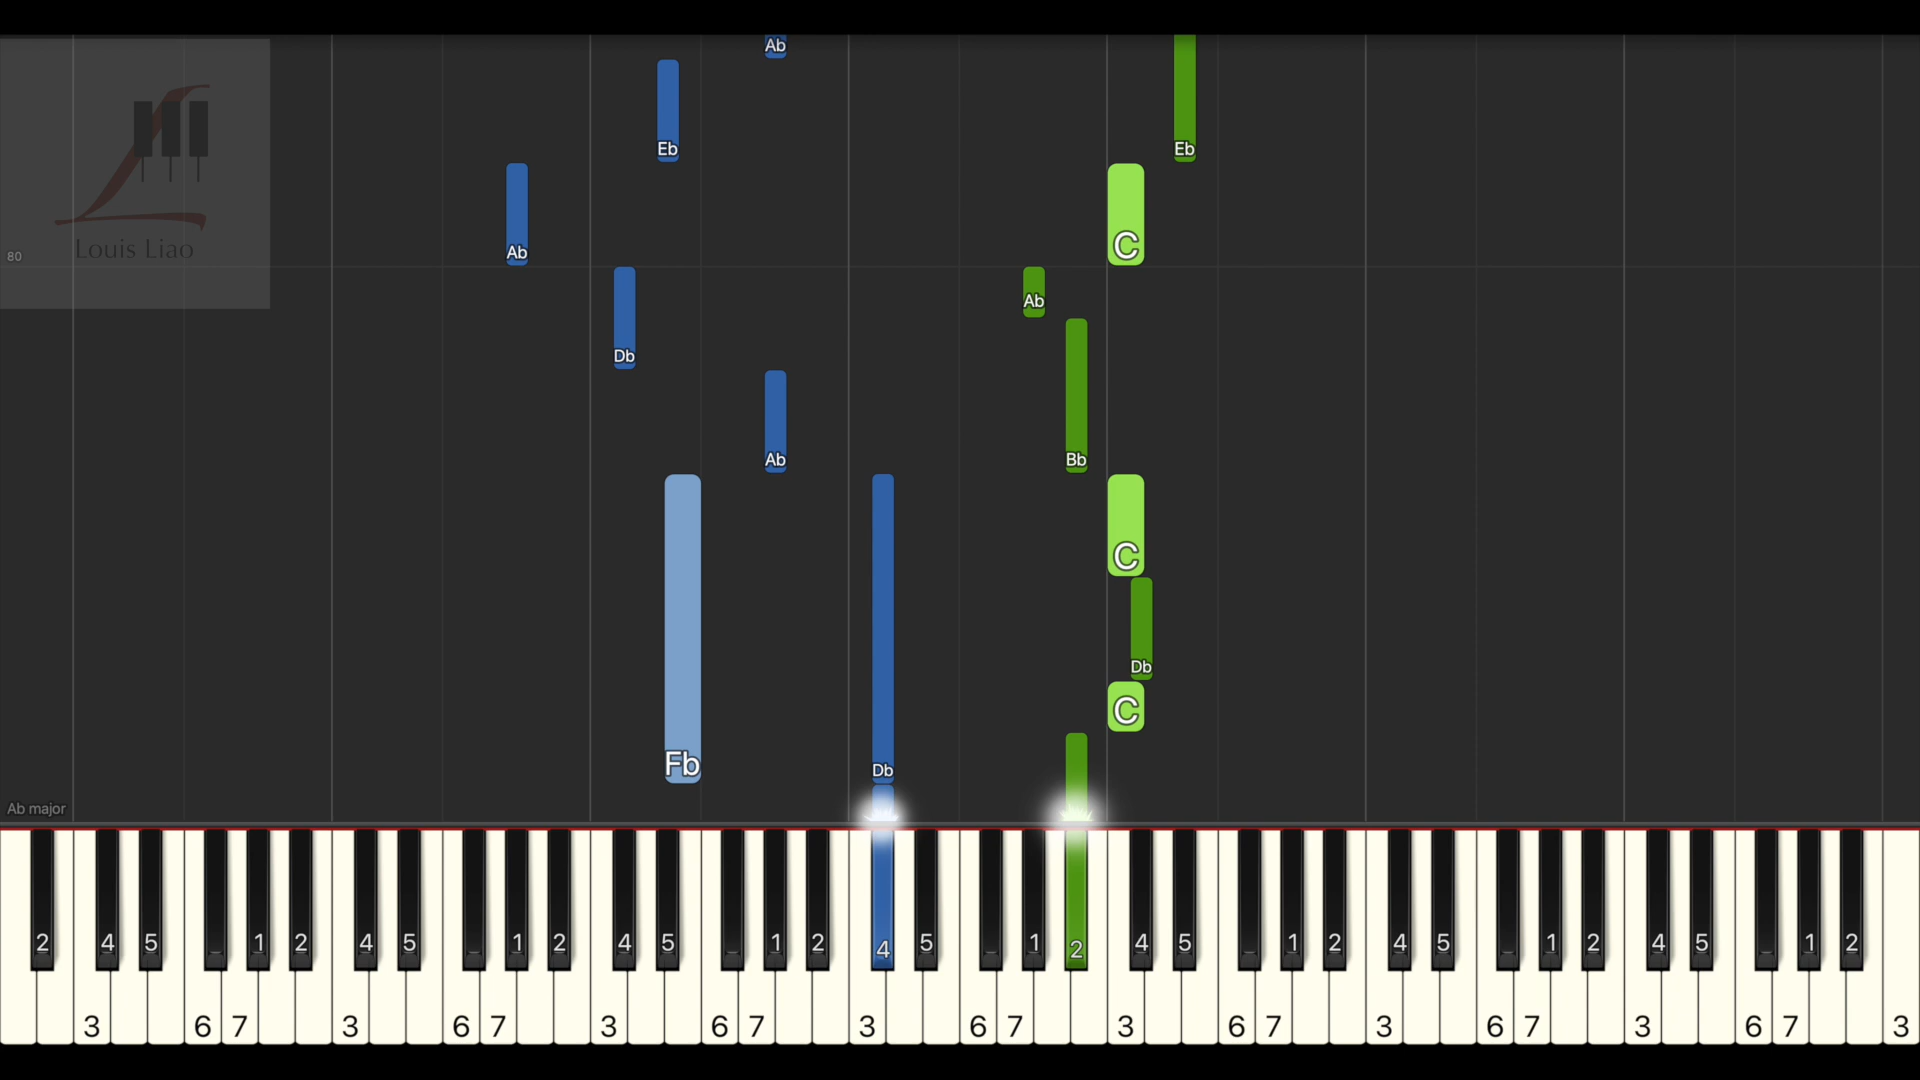 Ab
Eb Eb
Ab C
Louis Liao
80
Ab
Db
Ab Bb
C
Db
C
Fb Db
Ab major
2 4 5 1 2 4 5 1 2 4 5 1 2 4 5 1 2 4 5 1 2 4 5 1 2 4 5 1 2
3 6 7 3 6 7 3 6 7 3 6 7 3 6 7 3 6 7 3 6 7 3